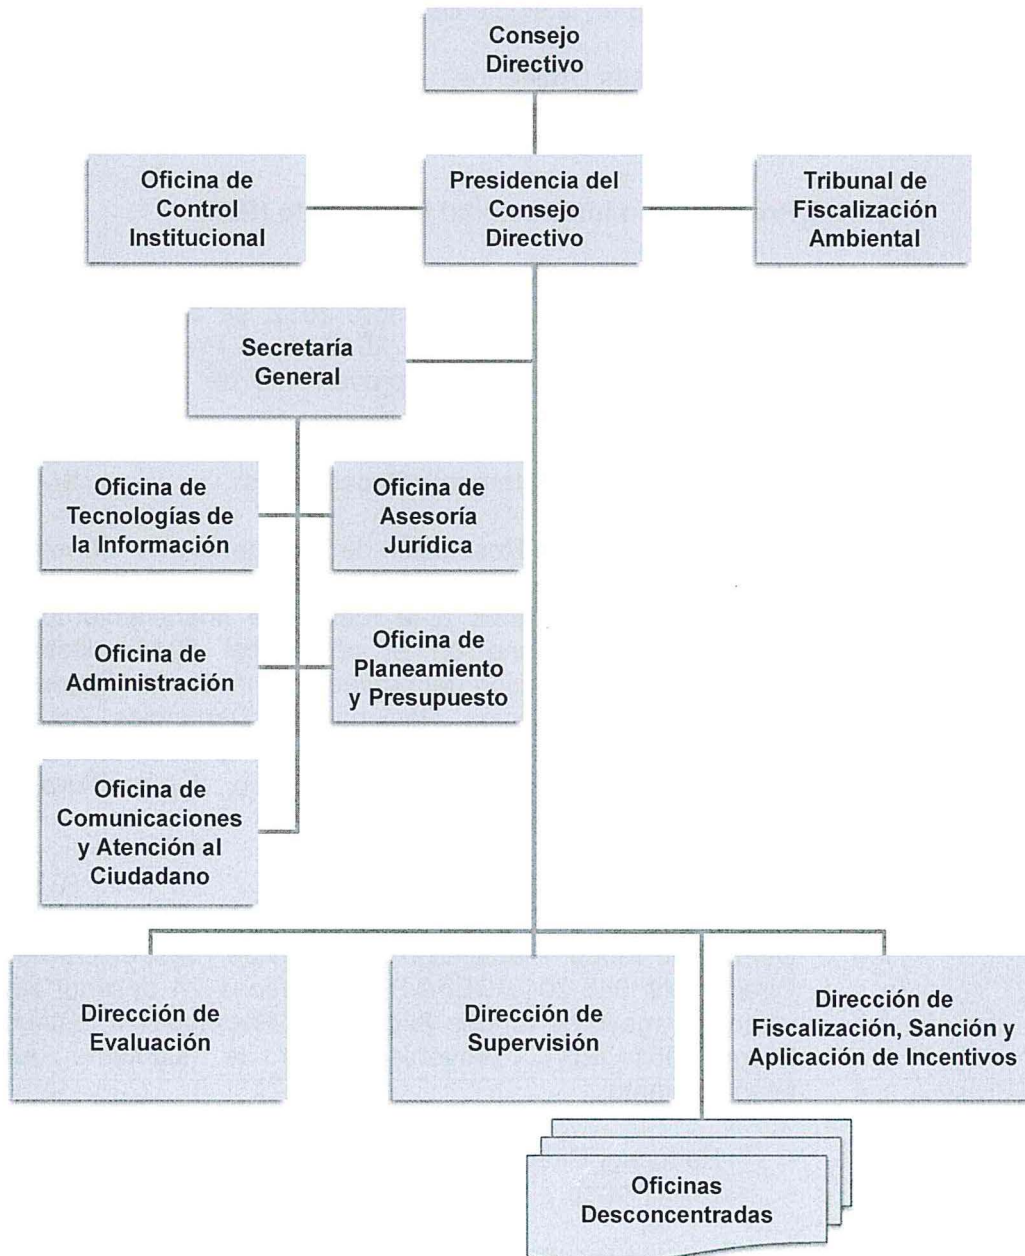 Consejo
Directivo
Oficina de
Control
Institucional
Presidencia del
Consejo
Directivo
Tribunal de
Fiscalización
Ambiental
Secretaría
General
Oficina de
Tecnologías de
la Información
Oficina de
Asesoría
Jurídica
Oficina de
Administración
Oficina de
Planeamiento
y Presupuesto
Oficina de
Comunicaciones
y Atención al
Ciudadano
Dirección de
Evaluación
Dirección de
Supervisión
Dirección de
Fiscalización, Sanción y
Aplicación de Incentivos
Oficinas
Desconcentradas